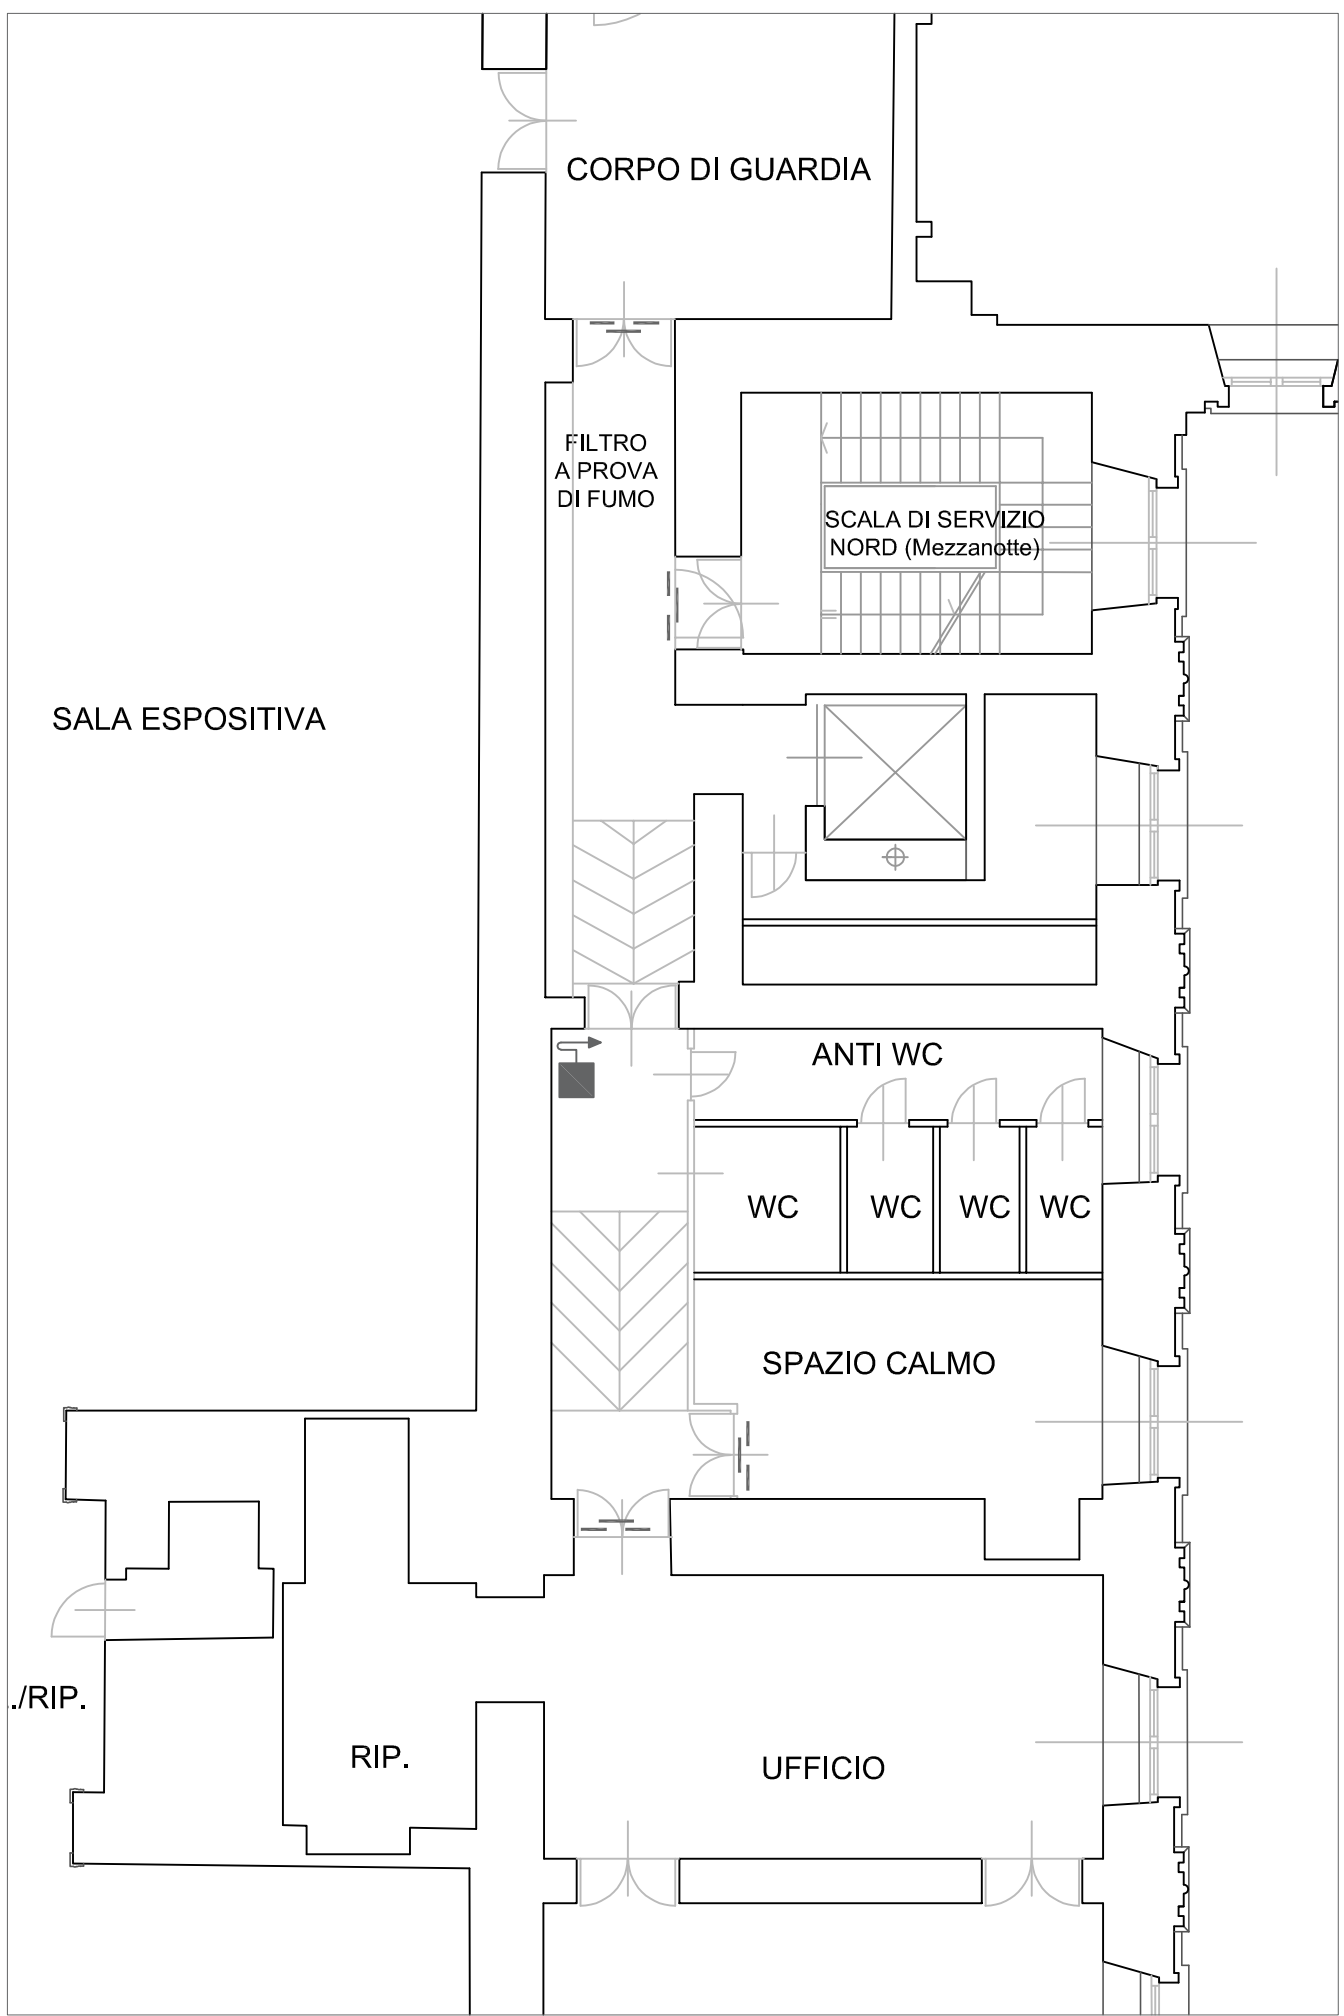 CORPO DI GUARDIA
FILTRO
A PROVA
DI FUMO
SCALA DI SERVIZIO
NORD (Mezzanotte)
SALA ESPOSITIVA
ANTI WC
WC
WC
WC
WC
SPAZIO CALMO
./RIP.
RIP.
UFFICIO